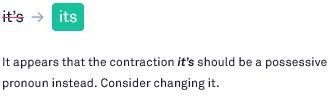 it's → its
It appears that the contraction it's should be a possessive
pronoun instead. Consider changing it.